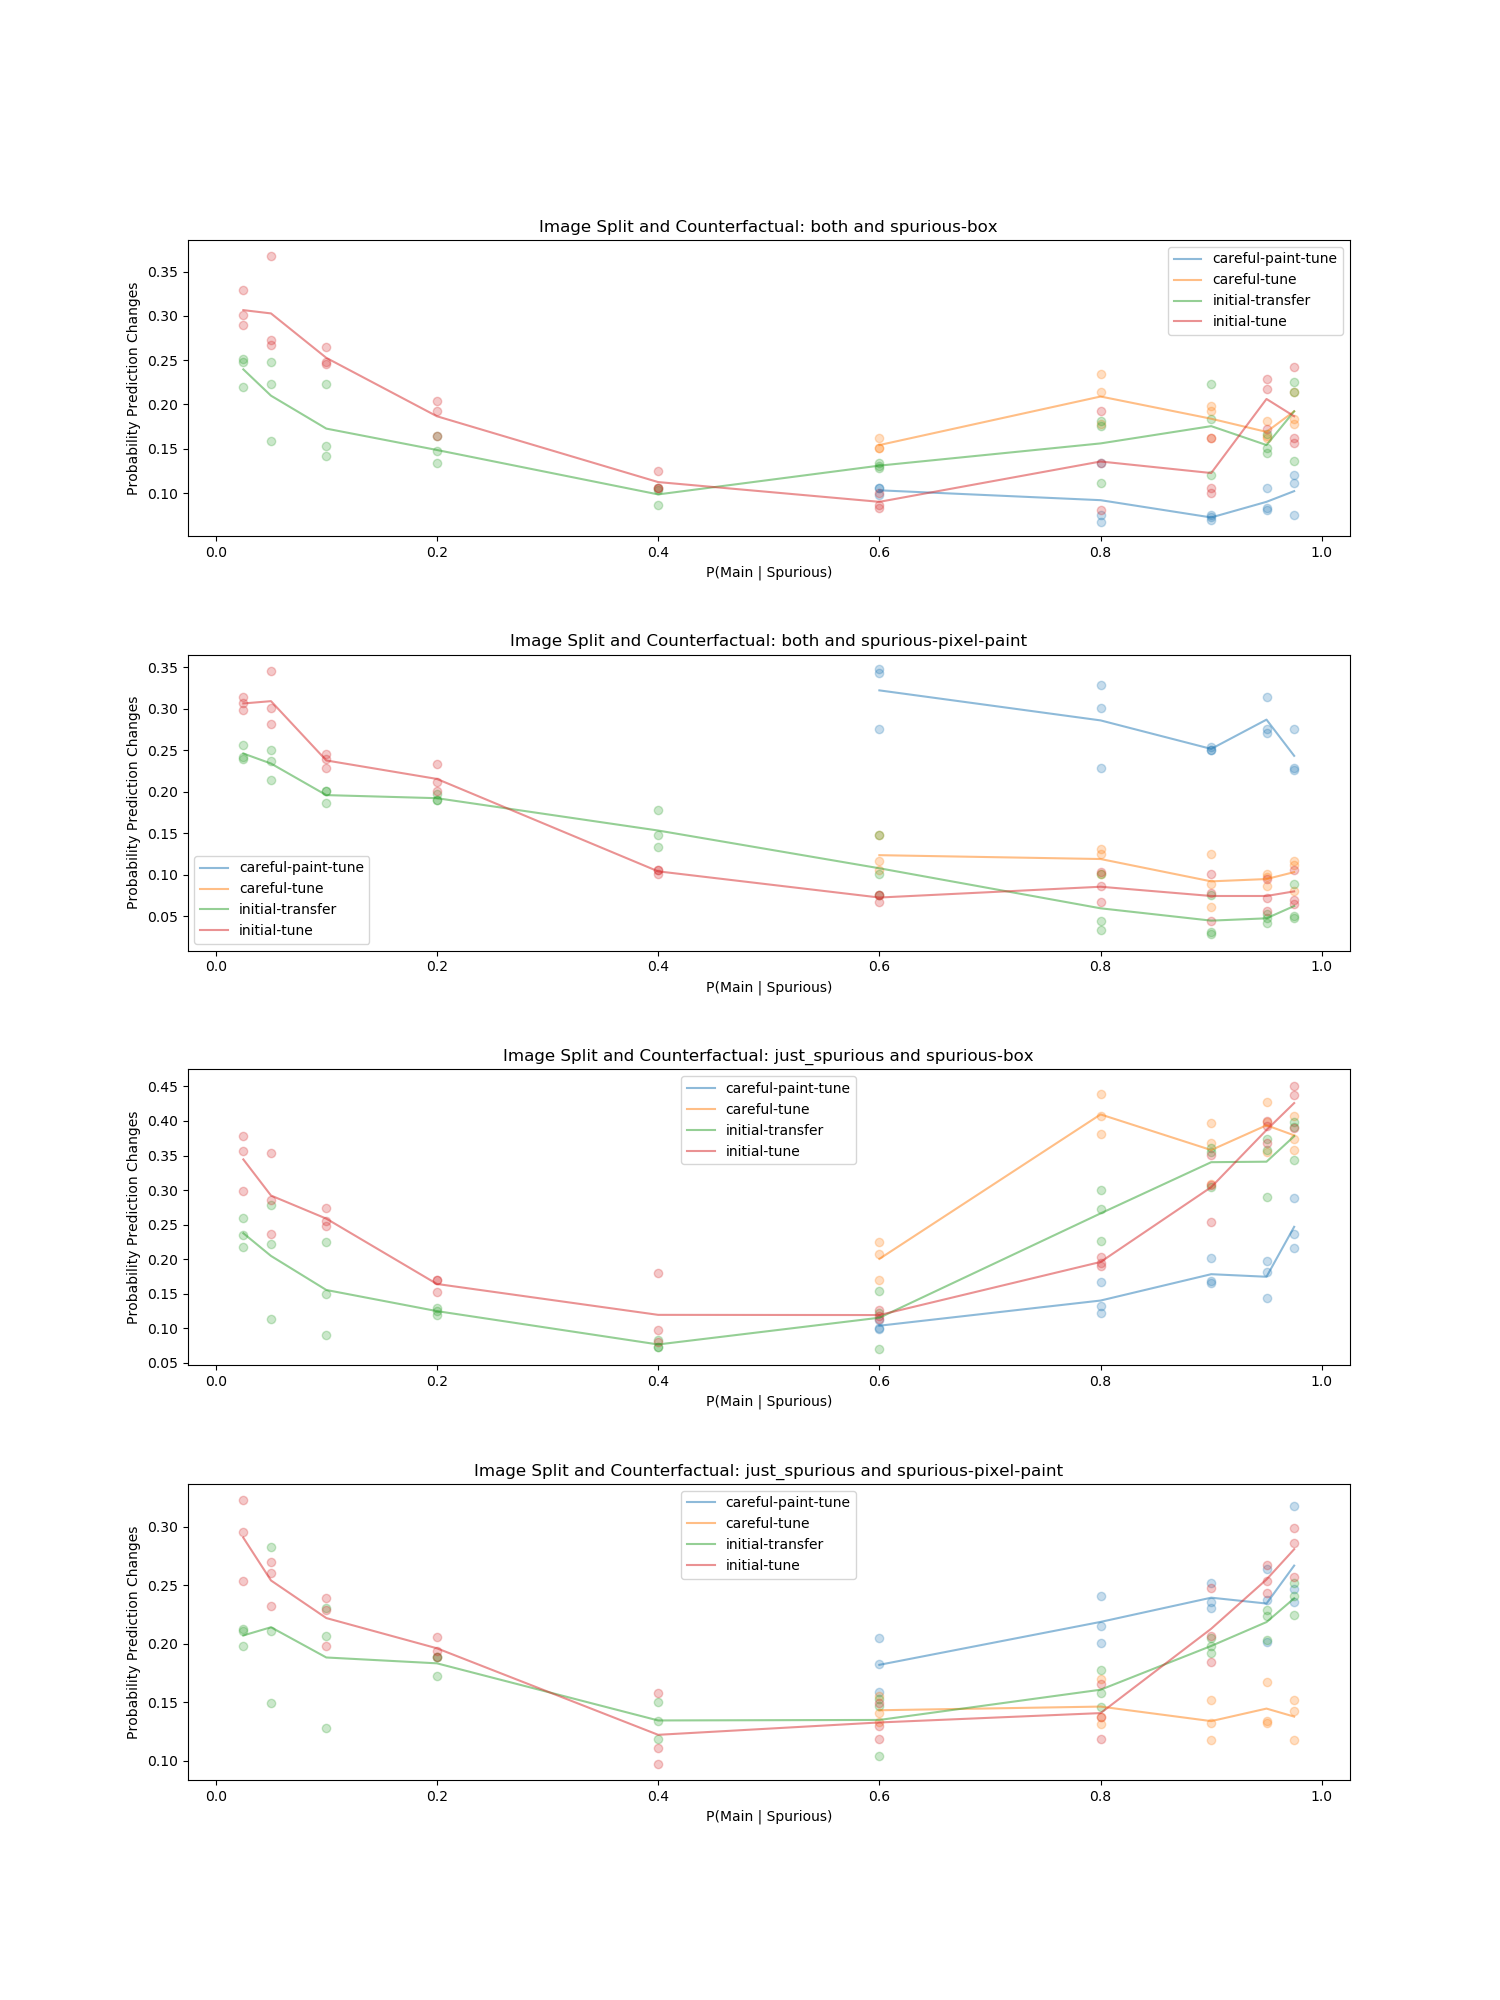 Image Split and Counterfactual: both and spurious-box
Probability Prediction Changes
0.35
0.30
0.25
0.20
0.15
0.10
careful-paint-tune
careful-tune
initial-transfer
initial-tune
0.0 0.2 0.4 0.6 0.8 1.0
P(Main | Spurious)
Image Split and Counterfactual: both and spurious-pixel-paint
Probability Prediction Changes
0.35
0.30
0.25
0.20
0.15
0.10
0.05
careful-paint-tune
careful-tune
initial-transfer
initial-tune
0.0 0.2 0.4 0.6 0.8 1.0
P(Main | Spurious)
Image Split and Counterfactual: just_spurious and spurious-box
Probability Prediction Changes
0.45
0.40
0.35
0.30
0.25
0.20
0.15
0.10
0.05
careful-paint-tune
careful-tune
initial-transfer
initial-tune
0.0 0.2 0.4 0.6 0.8 1.0
P(Main | Spurious)
Image Split and Counterfactual: just_spurious and spurious-pixel-paint
Probability Prediction Changes
0.30
0.25
0.20
0.15
0.10
careful-paint-tune
careful-tune
initial-transfer
initial-tune
0.0 0.2 0.4 0.6 0.8 1.0
P(Main | Spurious)